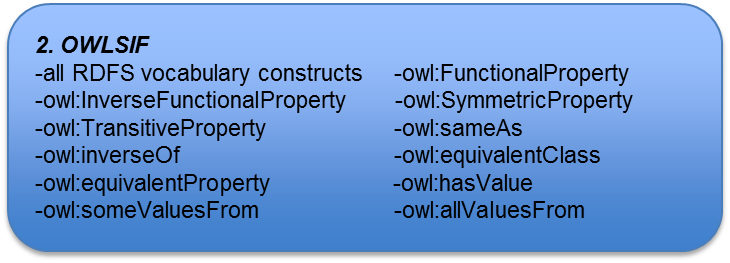 2. OWLSIF
-all RDFS vocabulary constructs -owl:FunctionalProperty
-owl:InverseFunctionalProperty -owl:SymmetricProperty
-owl:TransitiveProperty -owl:sameAs
-owl:inverseOf -owl:equivalentClass
-owl:equivalentProperty -owl:hasValue
-owl:someValuesFrom -owl:allValuesFrom